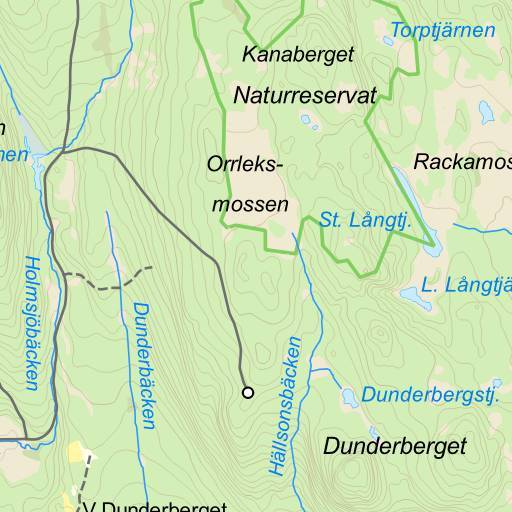 Torptjärnen
Kanaberget
Naturreservat
Orrleks-
mossen
Rackamos
St. Långtj.
L. Långtjä
Holmsjöbäcken
Dunderbäcken
Hällsonsbäcken
Dunderbergstj.
Dunderberget
V Dunderberget